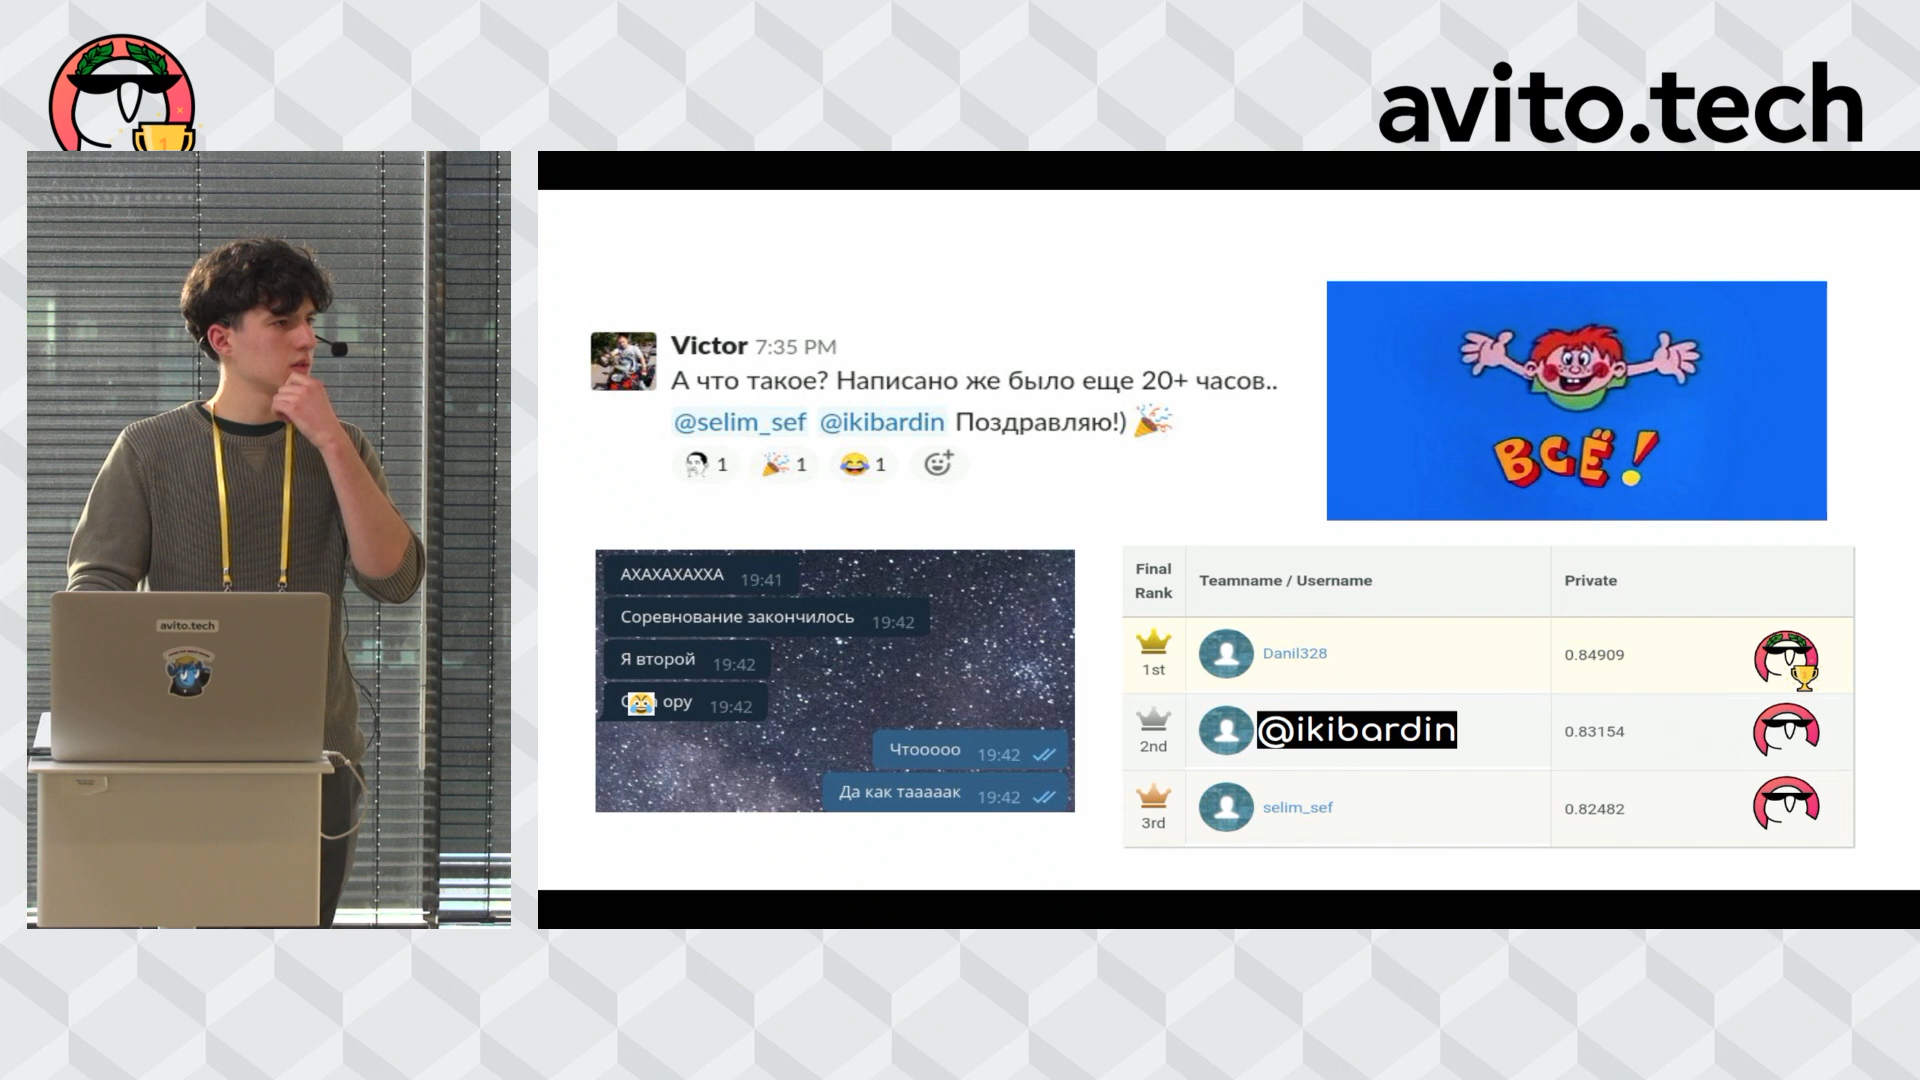 avito.tech
Victor 7:35 PM
А что такое? Написано же было еще 20+ часов..
@selim_sef @ikibardin Поздравляю!)
1 1 1
ВСЁ!
АХАХАХАХХА 19:41
Соревнование закончилось 19:42
Я второй 19:42
ору 19:42
Чтооооо 19:42
Да как тааааак 19:42
Final Rank Teamname / Username Private
1st Danil328 0.84909
2nd @ikibardin 0.83154
3rd selim_sef 0.82482
avito.tech